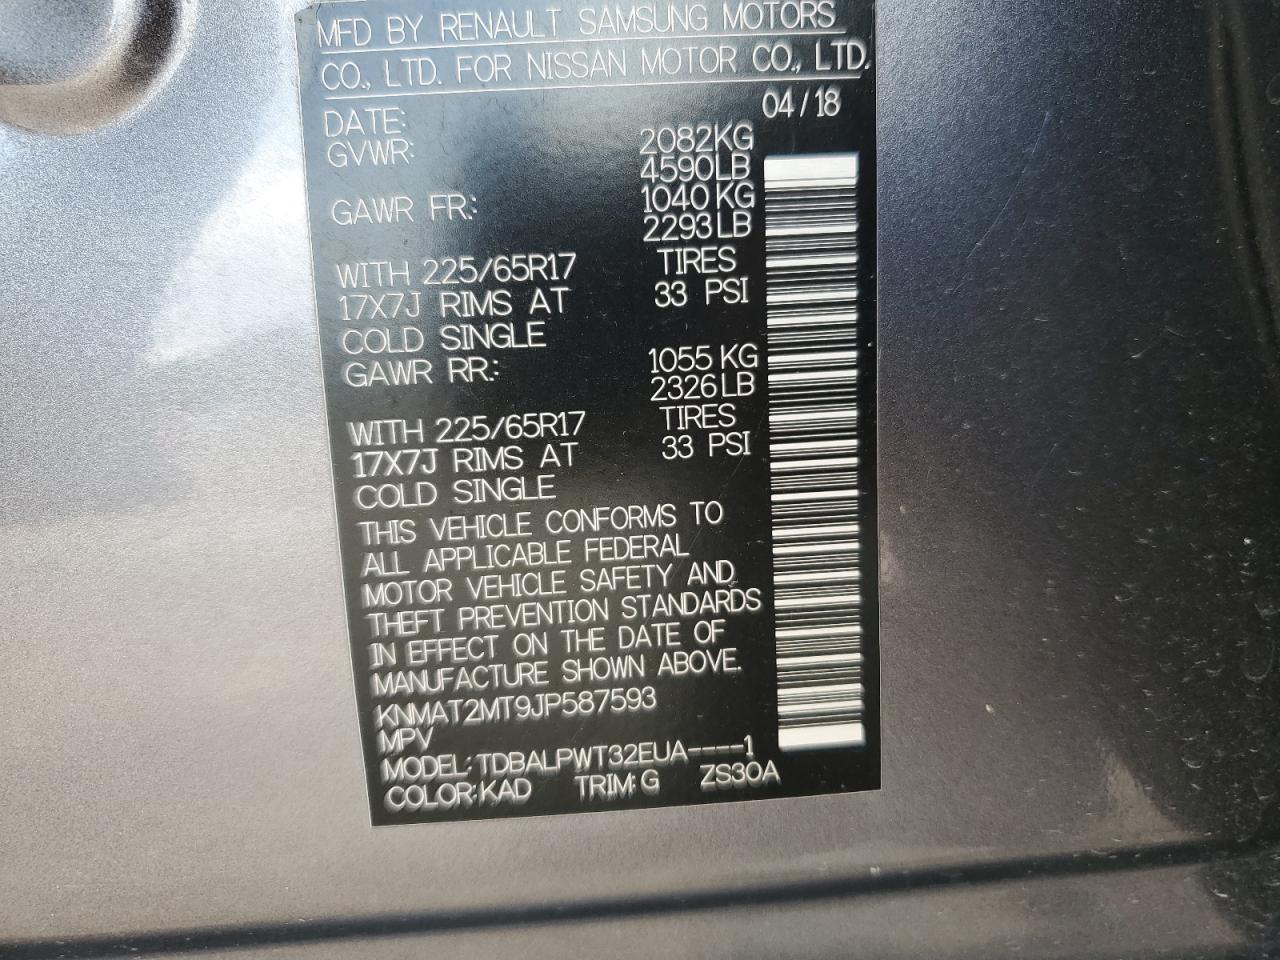 MFD BY RENAULT SAMSUNG MOTORS
CO., LTD. FOR NISSAN MOTOR CO., LTD.
DATE: 04/18
GVWR: 2082KG
4590LB
GAWR FR: 1040 KG
2293LB
WITH 225/65R17 TIRES
17X7J RIMS AT 33 PSI
COLD SINGLE
GAWR RR: 1055 KG
2326LB
WITH 225/65R17 TIRES
17X7J RIMS AT 33 PSI
COLD SINGLE
THIS VEHICLE CONFORMS TO
ALL APPLICABLE FEDERAL
MOTOR VEHICLE SAFETY AND
THEFT PREVENTION STANDARDS
IN EFFECT ON THE DATE OF
MANUFACTURE SHOWN ABOVE.
KNMAT2MT9JP587593
MPV
MODEL: TDBALPWT32EUA----1
COLOR: KAD TRIM: G ZS30A